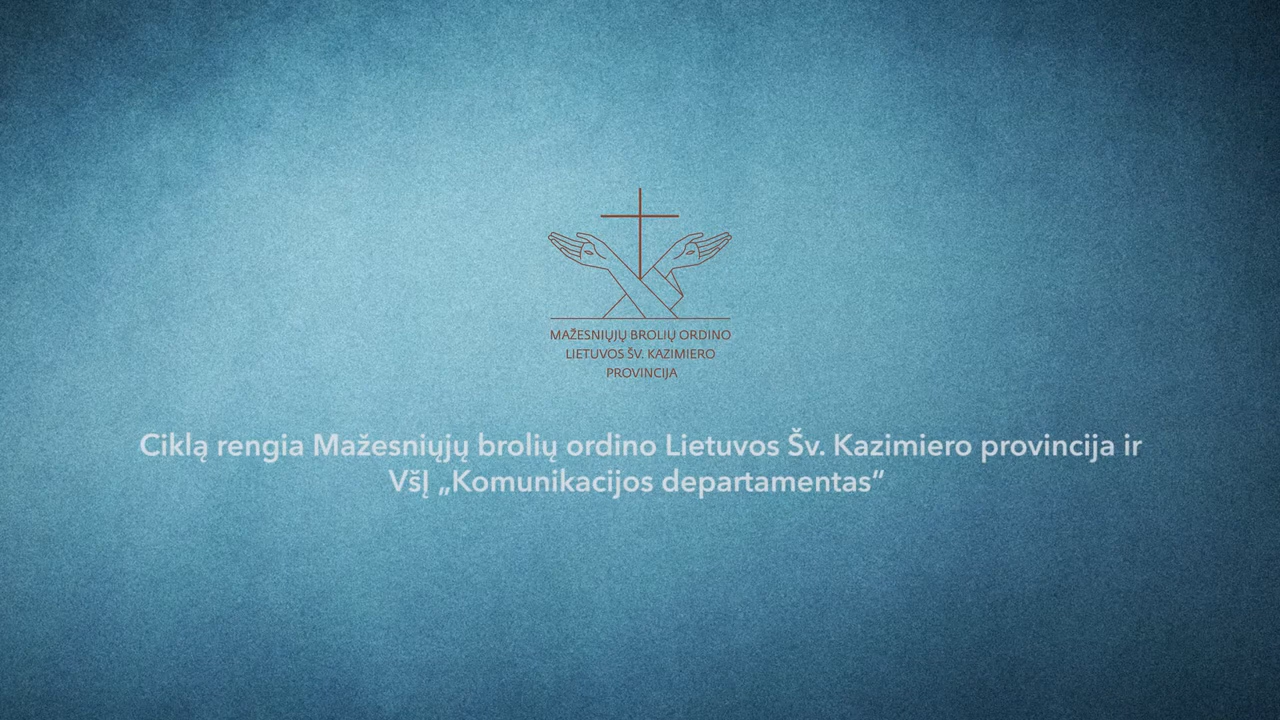 MAŽESNIŲJŲ BROLIŲ ORDINO
LIETUVOS ŠV. KAZIMIERO
PROVINCIJA
Ciklą rengia Mažesniųjų brolių ordino Lietuvos Šv. Kazimiero provincija ir
VšĮ „Komunikacijos departamentas“